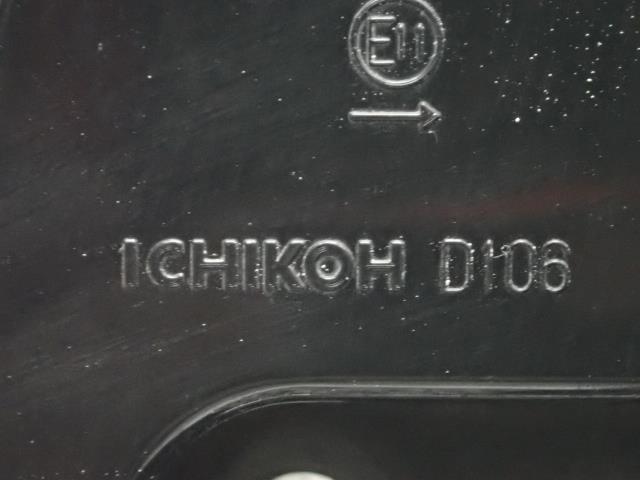 E11
→
ICHIKOH D106